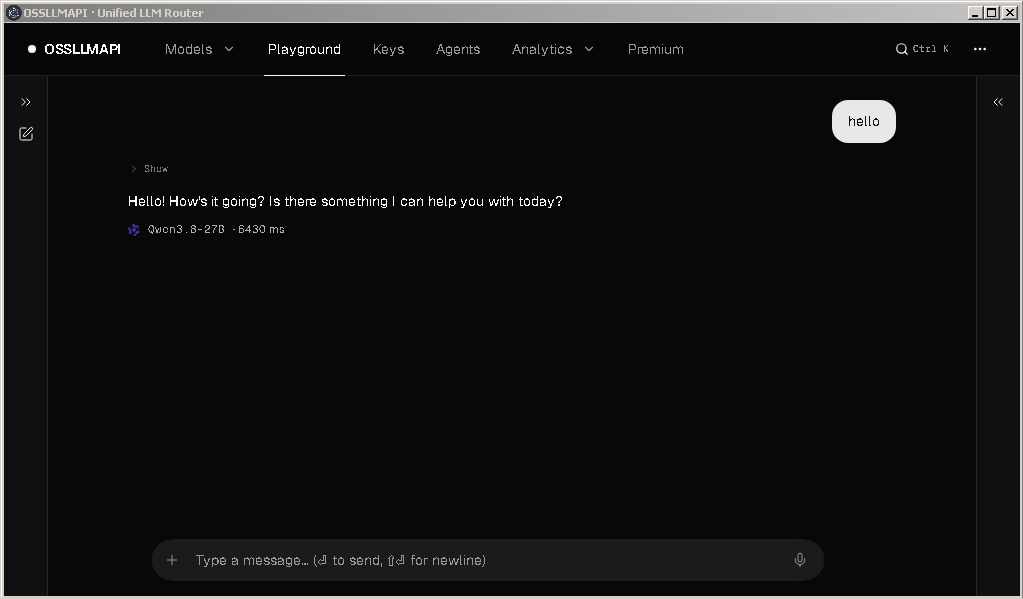 OSSLLMAPI · Unified LLM Router
OSSLLMAPI Models Playground Keys Agents Analytics Premium Ctrl K
hello
Show
Hello! How's it going? Is there something I can help you with today?
Qwen3.8-27B · 6430 ms
Type a message… (⏎ to send, ⇧⏎ for newline)